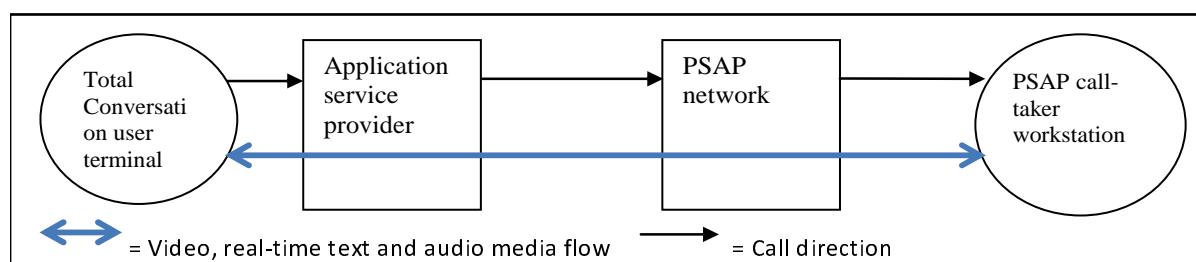 Total
Conversati
on user
terminal
Application
service
provider
PSAP
network
PSAP call-
taker
workstation
= Video, real-time text and audio media flow
= Call direction